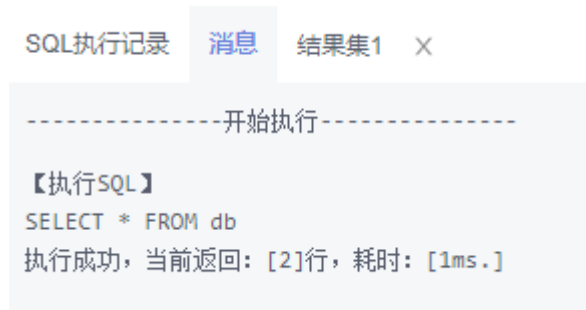 SQL执行记录 消息 结果集1 ×
---------------开始执行---------------
【执行SQL】
SELECT * FROM db
执行成功，当前返回：[2]行，耗时：[1ms.]